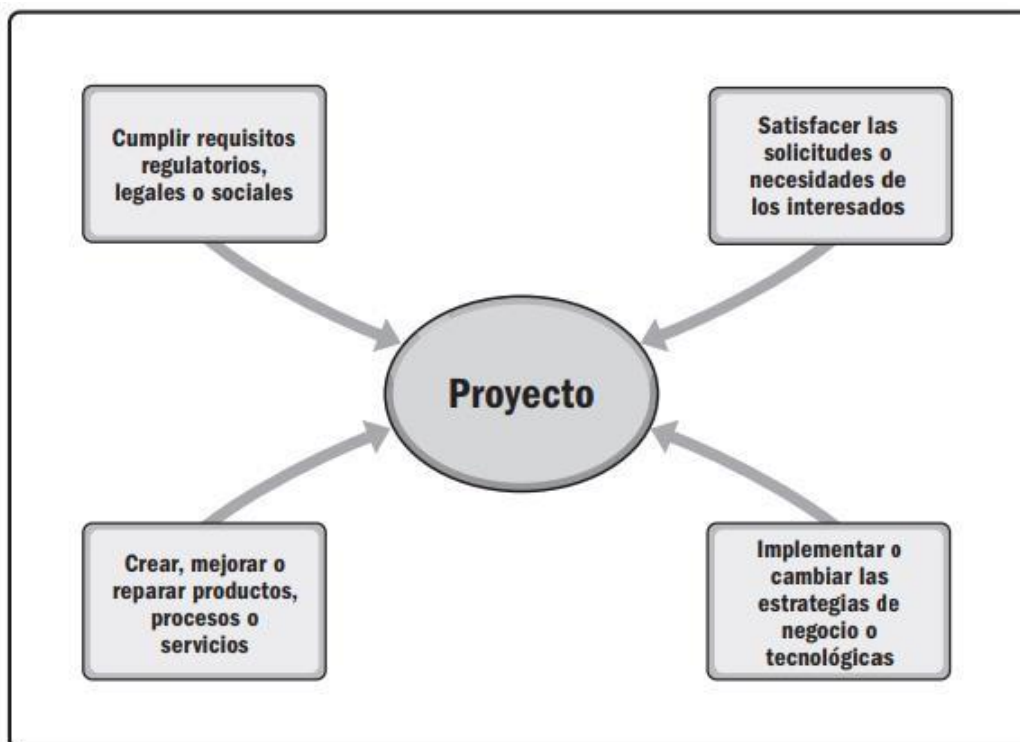 Cumplir requisitos
regulatorios,
legales o sociales
Satisfacer las
solicitudes o
necesidades de
los interesados
Proyecto
Crear, mejorar o
reparar productos,
procesos o
servicios
Implementar o
cambiar las
estrategias de
negocio o
tecnológicas